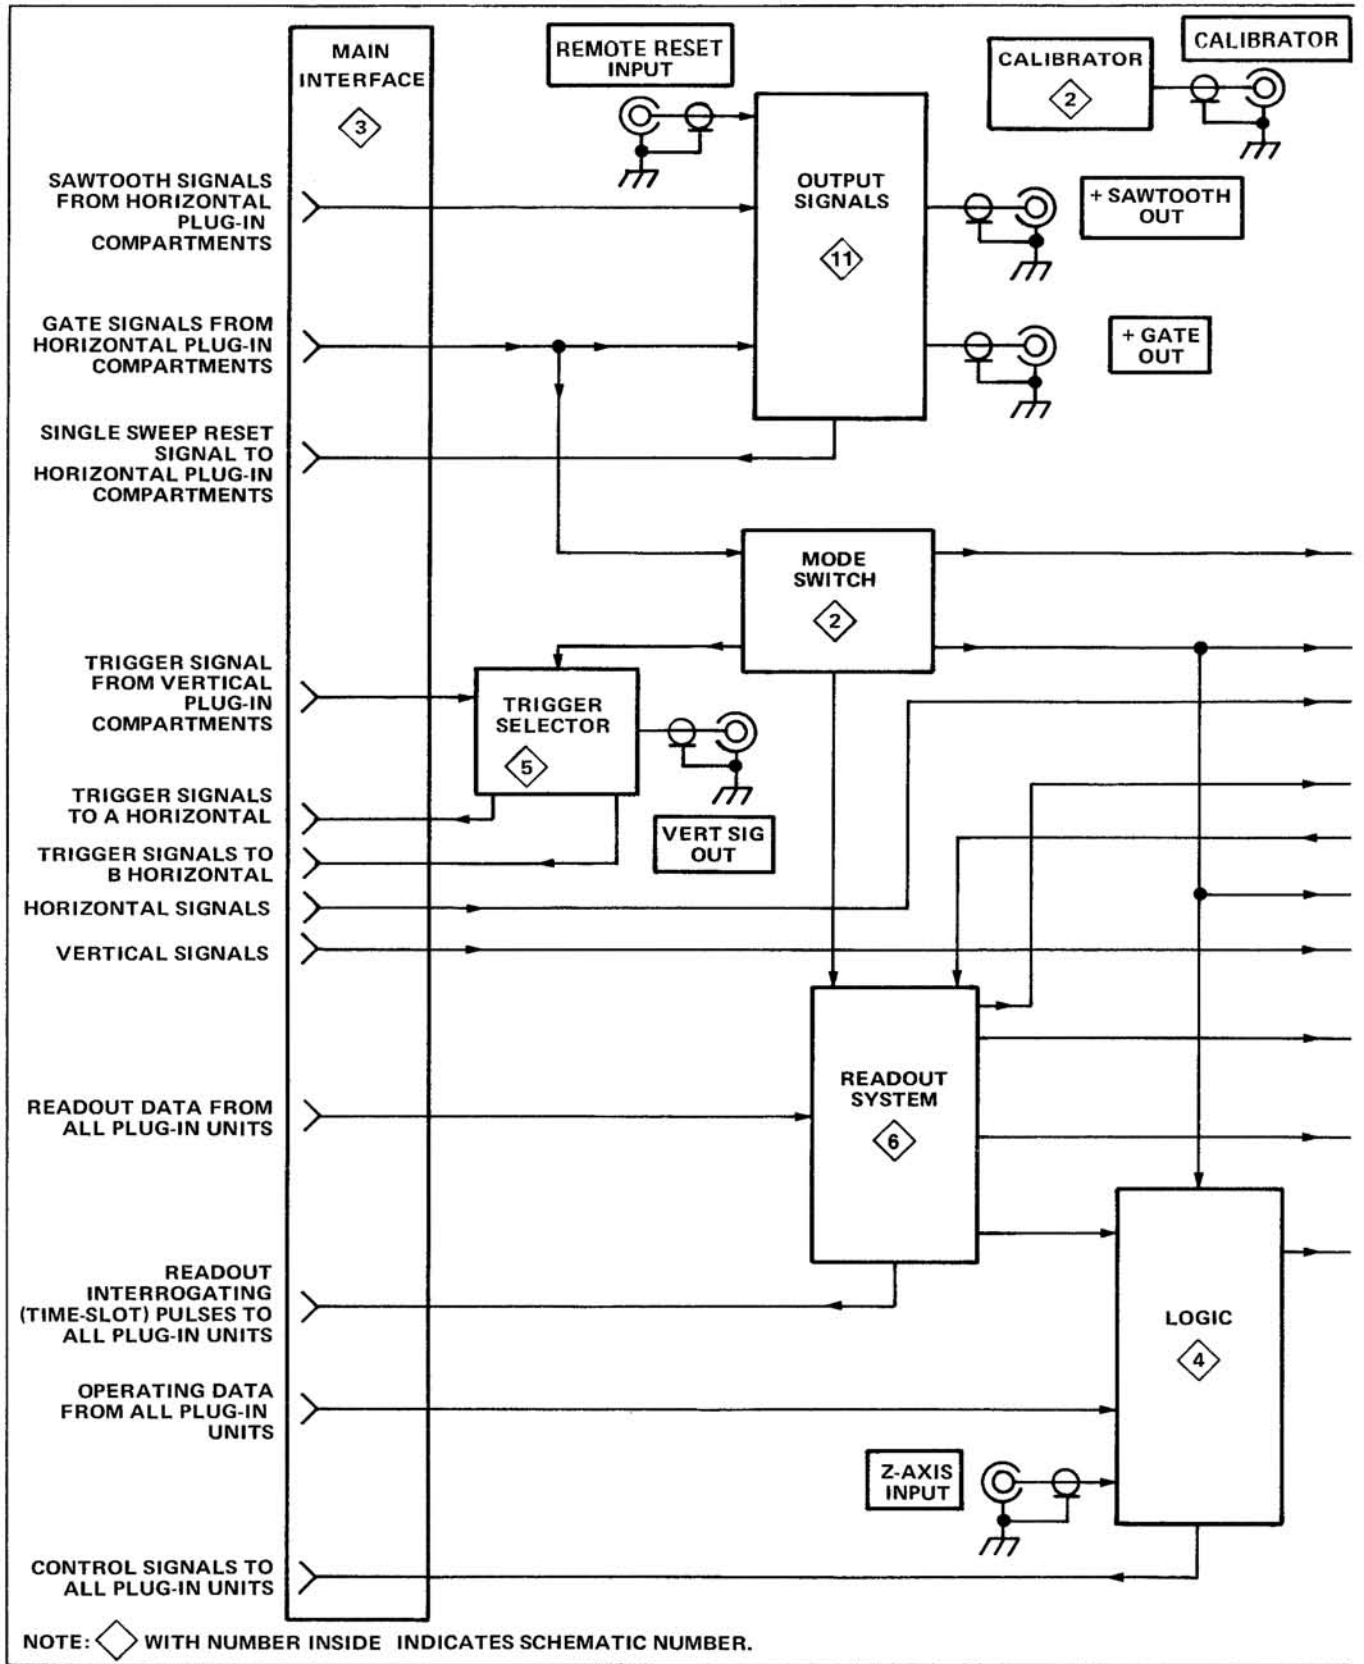 MAIN
INTERFACE
3
REMOTE RESET
INPUT
CALIBRATOR
2
CALIBRATOR
SAWTOOTH SIGNALS
FROM HORIZONTAL
PLUG-IN
COMPARTMENTS
OUTPUT
SIGNALS
11
+ SAWTOOTH
OUT
GATE SIGNALS FROM
HORIZONTAL PLUG-IN
COMPARTMENTS
+ GATE
OUT
SINGLE SWEEP RESET
SIGNAL TO
HORIZONTAL PLUG-IN
COMPARTMENTS
MODE
SWITCH
2
TRIGGER SIGNAL
FROM VERTICAL
PLUG-IN
COMPARTMENTS
TRIGGER
SELECTOR
5
TRIGGER SIGNALS
TO A HORIZONTAL
VERT SIG
OUT
TRIGGER SIGNALS TO
B HORIZONTAL
HORIZONTAL SIGNALS
VERTICAL SIGNALS
READOUT
SYSTEM
6
READOUT DATA FROM
ALL PLUG-IN UNITS
READOUT
INTERROGATING
(TIME-SLOT) PULSES TO
ALL PLUG-IN UNITS
LOGIC
4
OPERATING DATA
FROM ALL PLUG-IN
UNITS
Z-AXIS
INPUT
CONTROL SIGNALS TO
ALL PLUG-IN UNITS
NOTE: WITH NUMBER INSIDE INDICATES SCHEMATIC NUMBER.